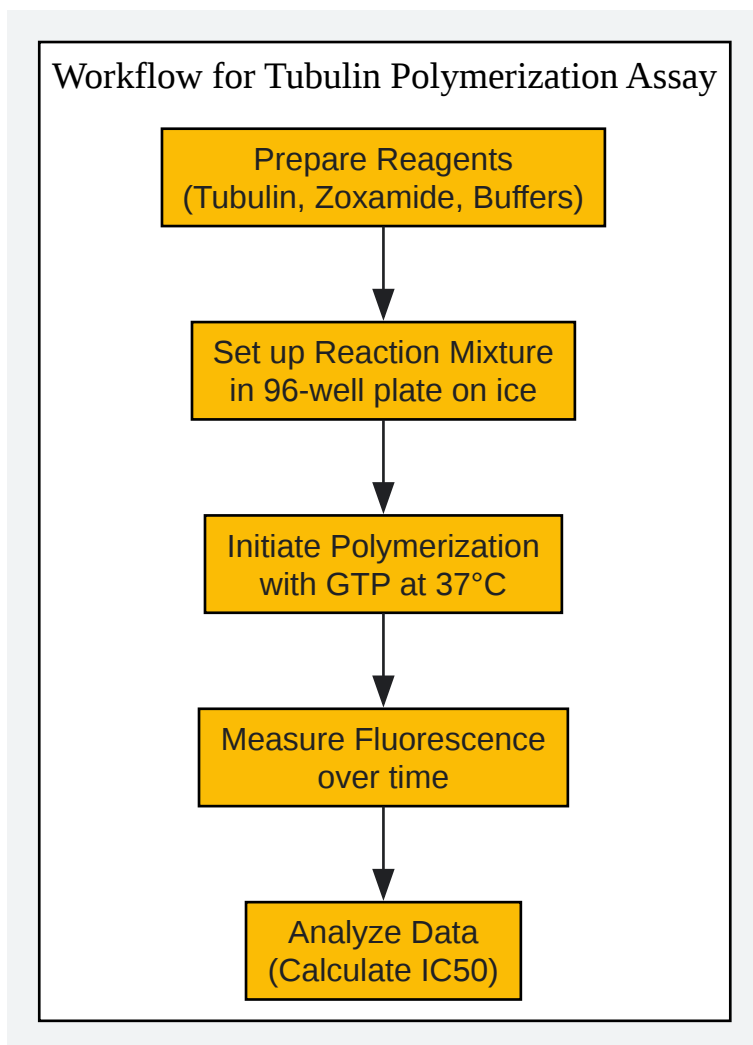 Workflow for Tubulin Polymerization Assay
Prepare Reagents
(Tubulin, Zoxamide, Buffers)
Set up Reaction Mixture
in 96-well plate on ice
Initiate Polymerization
with GTP at 37°C
Measure Fluorescence
over time
Analyze Data
(Calculate IC50)